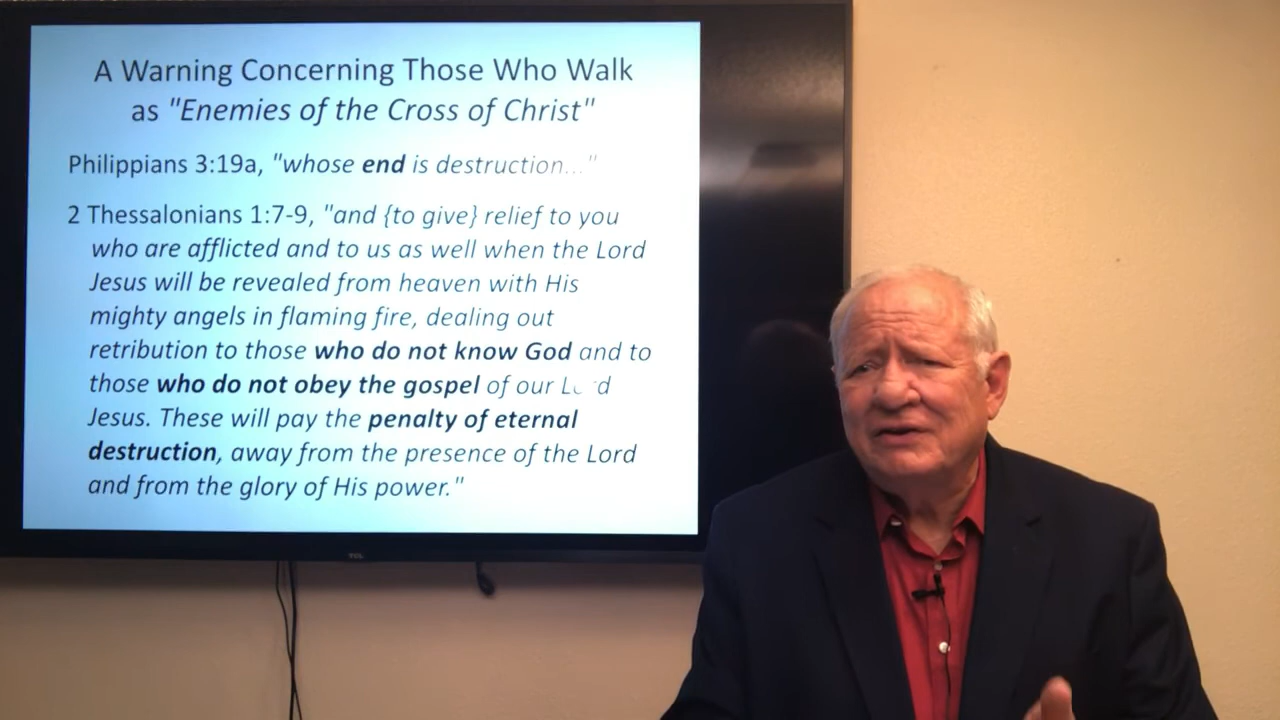 A Warning Concerning Those Who Walk
as "Enemies of the Cross of Christ"
Philippians 3:19a, "whose end is destruction..."
2 Thessalonians 1:7-9, "and {to give} relief to you
who are afflicted and to us as well when the Lord
Jesus will be revealed from heaven with His
mighty angels in flaming fire, dealing out
retribution to those who do not know God and to
those who do not obey the gospel of our Lord
Jesus. These will pay the penalty of eternal
destruction, away from the presence of the Lord
and from the glory of His power."
TCL